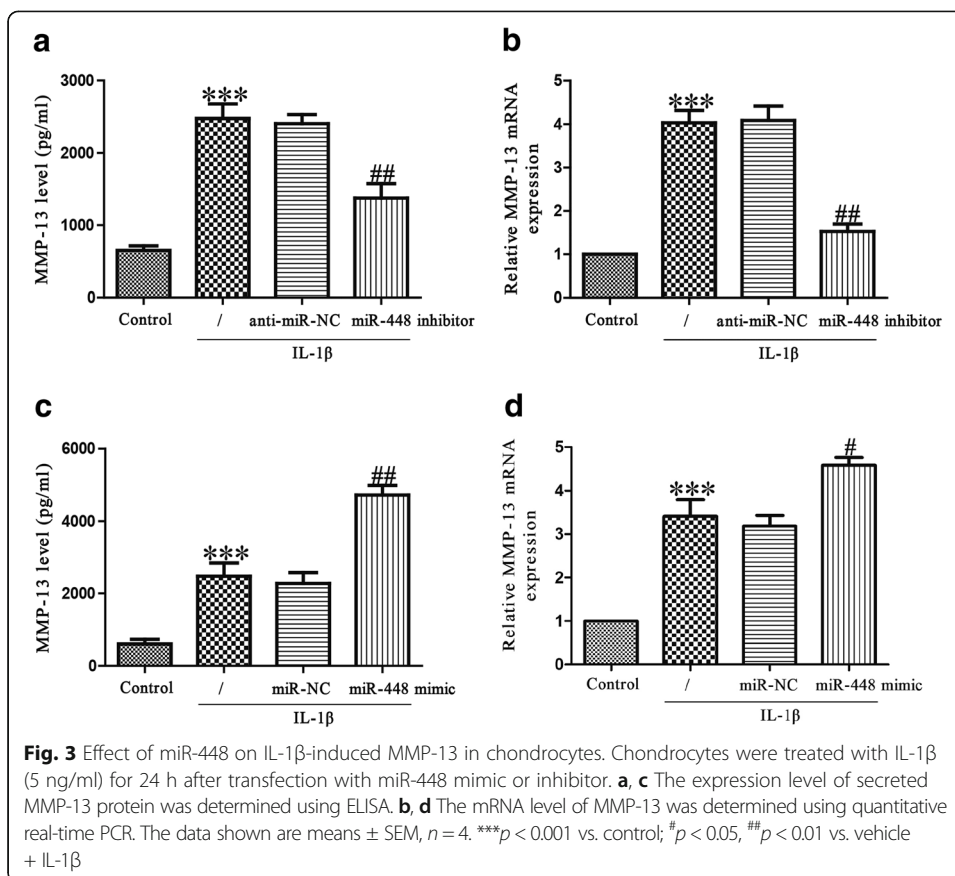 a
MMP-13 level (pg/ml)
3000
2000
1000
0
***
##
Control / anti-miR-NC miR-448 inhibitor
IL-1β
b
Relative MMP-13 mRNA
expression
5
4
3
2
1
0
***
##
Control / anti-miR-NC miR-448 inhibitor
IL-1β
c
MMP-13 level (pg/ml)
6000
4000
2000
0
***
##
Control / miR-NC miR-448 mimic
IL-1β
d
Relative MMP-13 mRNA
expression
5
4
3
2
1
0
***
#
Control / miR-NC miR-448 mimic
IL-1β
Fig. 3 Effect of miR-448 on IL-1β-induced MMP-13 in chondrocytes. Chondrocytes were treated with IL-1β
(5 ng/ml) for 24 h after transfection with miR-448 mimic or inhibitor. a, c The expression level of secreted
MMP-13 protein was determined using ELISA. b, d The mRNA level of MMP-13 was determined using quantitative
real-time PCR. The data shown are means ± SEM, n = 4. ***p < 0.001 vs. control; #p < 0.05, ##p < 0.01 vs. vehicle
+ IL-1β